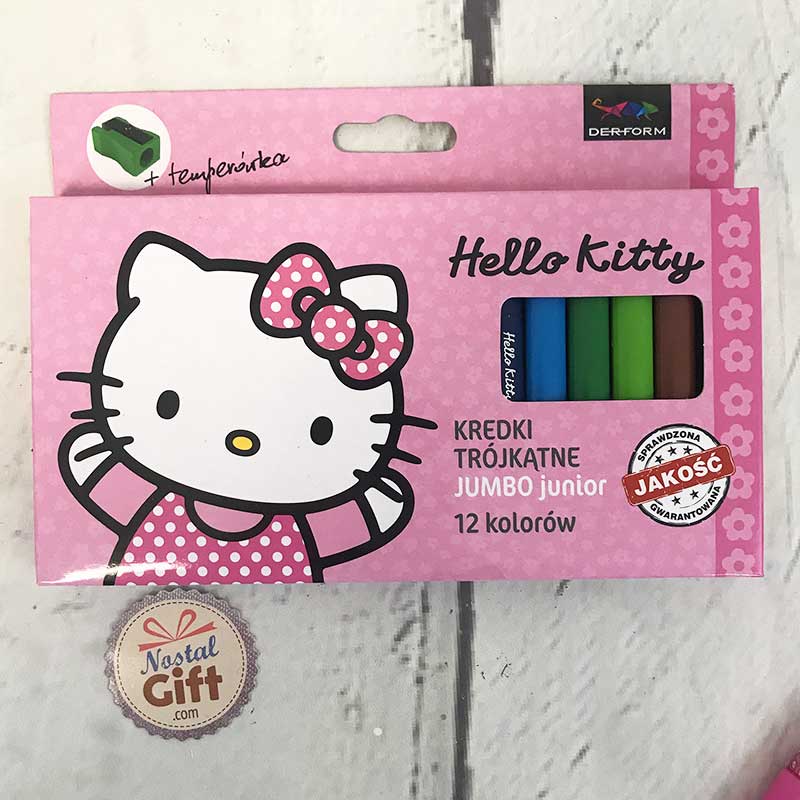 + temperówka
DERFORM
Hello Kitty
Hello Kitty
KREDKI
TRÓJKĄTNE
JUMBO junior
12 kolorów
SPRAWDZONA
JAKOŚĆ
GWARANTOWANA
Nostal
Gift
.com